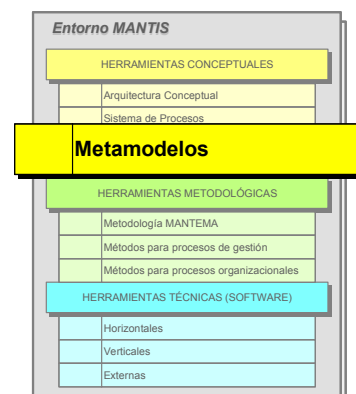 Entorno MANTIS
HERRAMIENTAS CONCEPTUALES
Arquitectura Conceptual
Sistema de Procesos
Metamodelos
HERRAMIENTAS METODOLÓGICAS
Metodología MANTEMA
Métodos para procesos de gestión
Métodos para procesos organizacionales
HERRAMIENTAS TÉCNICAS (SOFTWARE)
Horizontales
Verticales
Externas